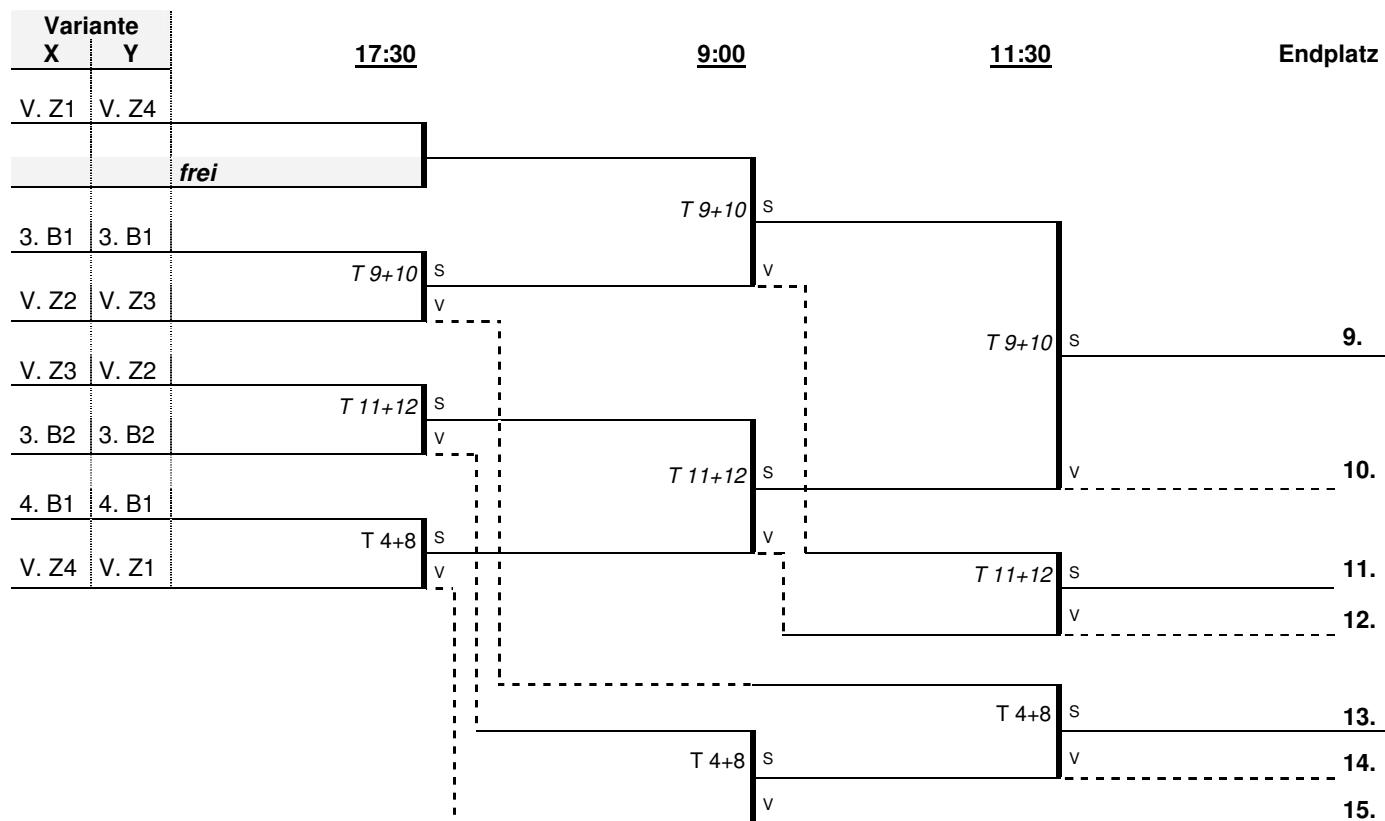 Variante
X Y 17:30 9:00 11:30 Endplatz
V. Z1 V. Z4
frei
T 9+10 S
3. B1 3. B1
T 9+10 S V
V. Z2 V. Z3
V
T 9+10 S 9.
V. Z3 V. Z2
T 11+12 S
3. B2 3. B2
V
T 11+12 S V 10.
4. B1 4. B1
T 4+8 S V
V. Z4 V. Z1 V T 11+12 S 11.
V 12.
T 4+8 S 13.
T 4+8 S V 14.
V 15.